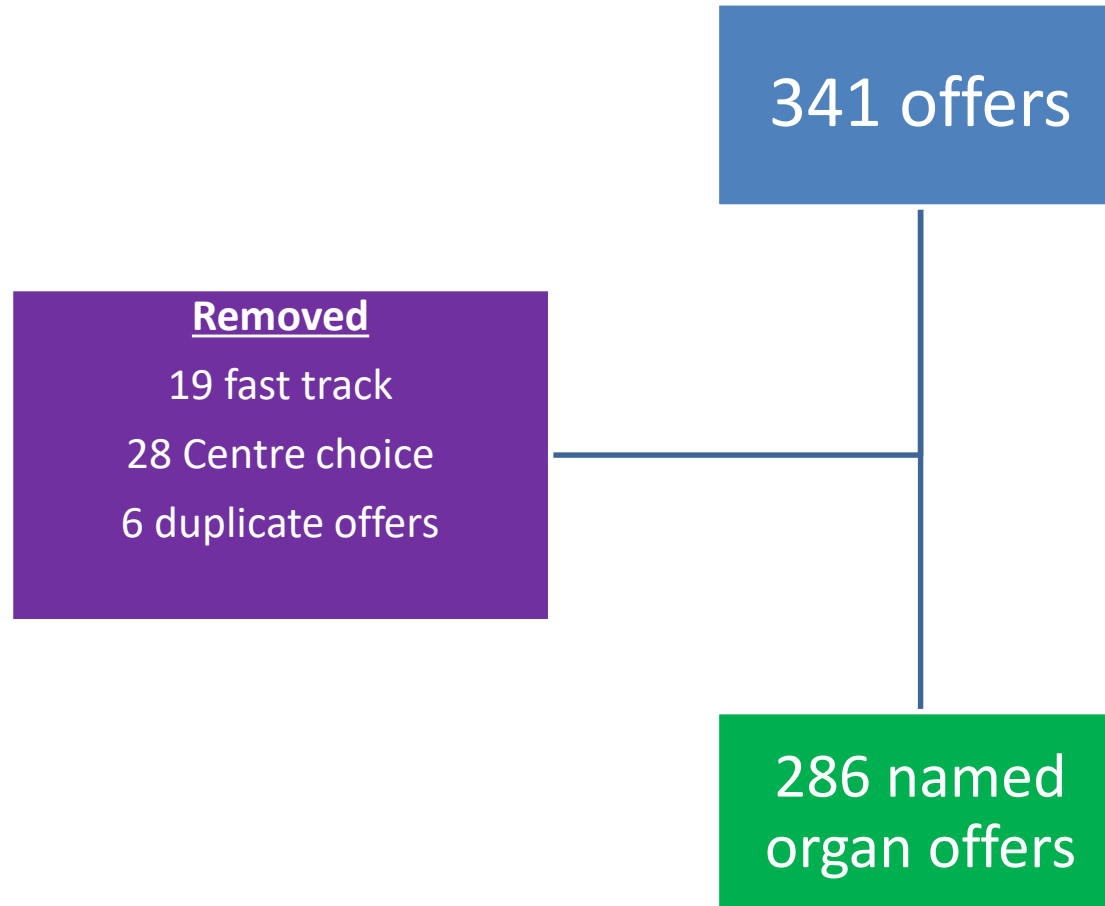 341 offers
Removed
19 fast track
28 Centre choice
6 duplicate offers
286 named
organ offers